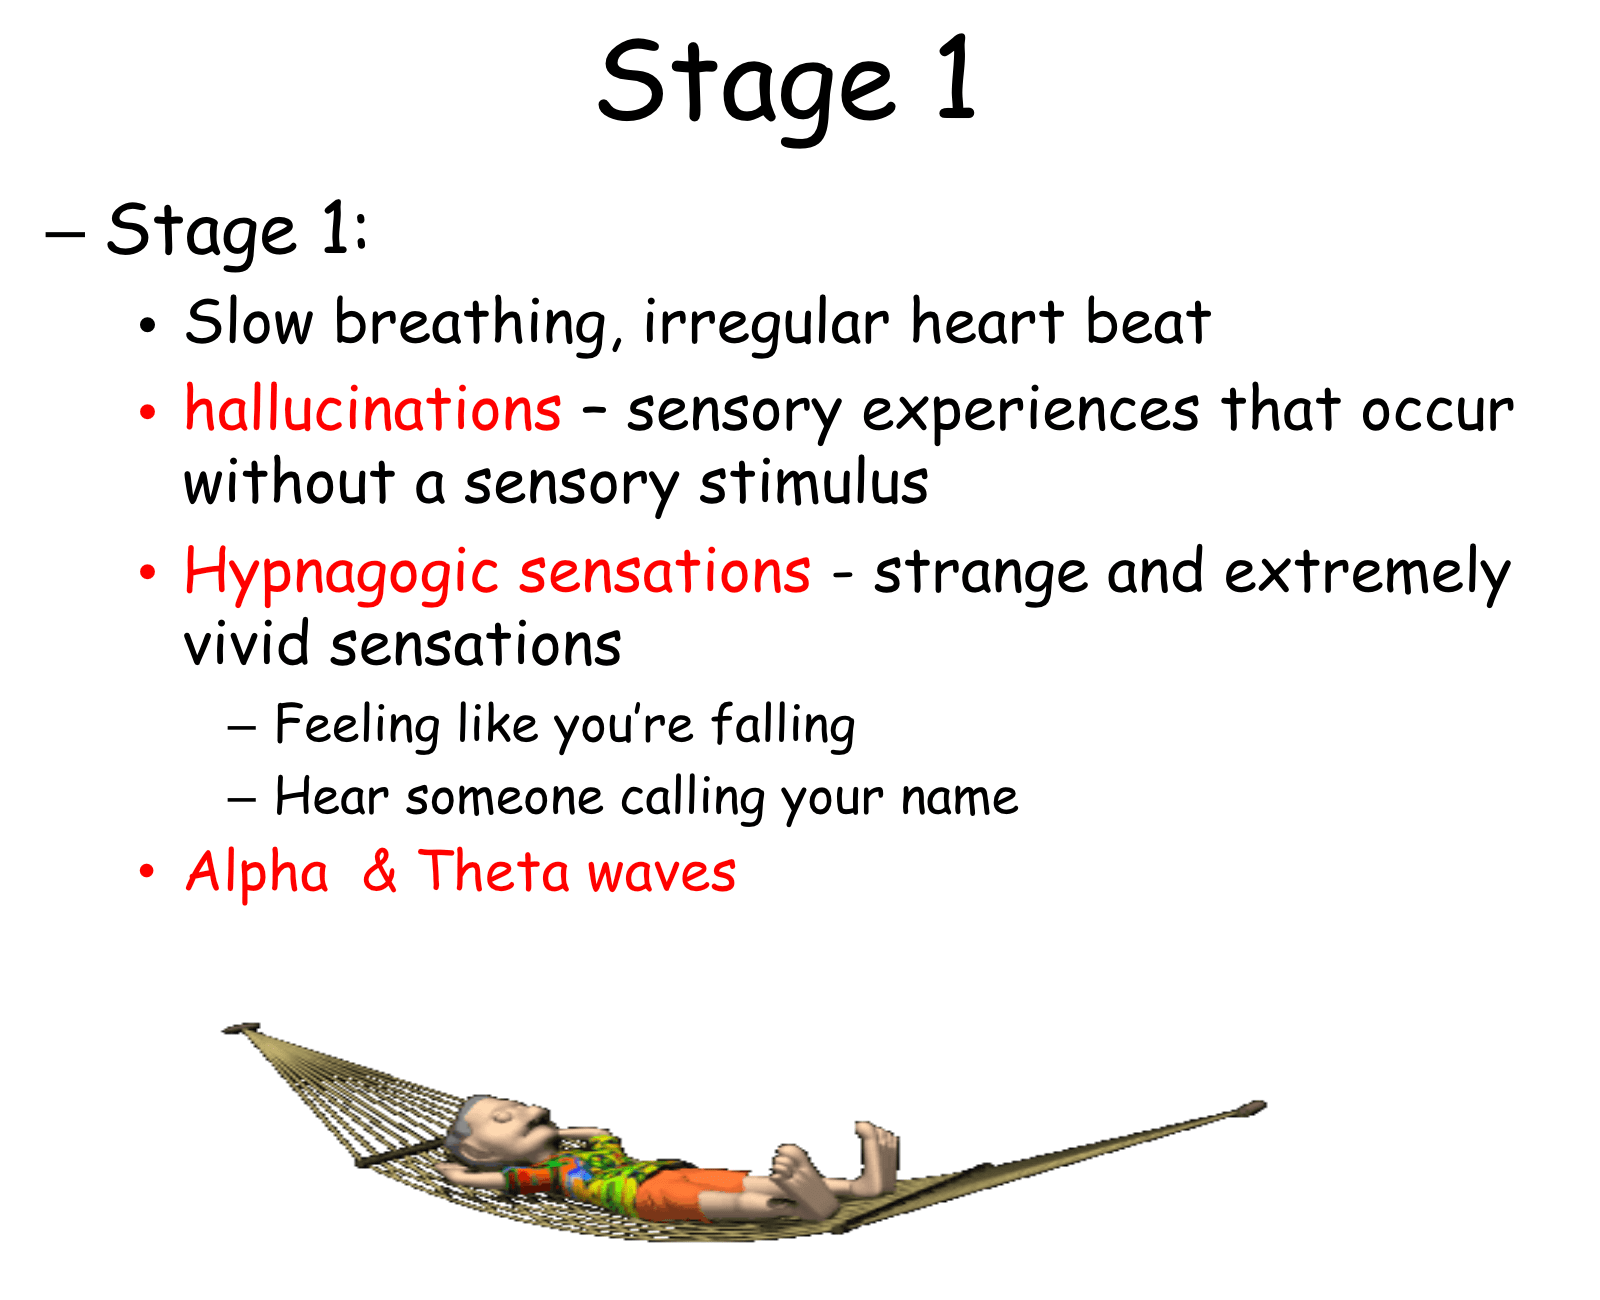 Stage 1
– Stage 1:
• Slow breathing, irregular heart beat
• hallucinations – sensory experiences that occur
without a sensory stimulus
• Hypnagogic sensations - strange and extremely
vivid sensations
– Feeling like you’re falling
– Hear someone calling your name
• Alpha & Theta waves